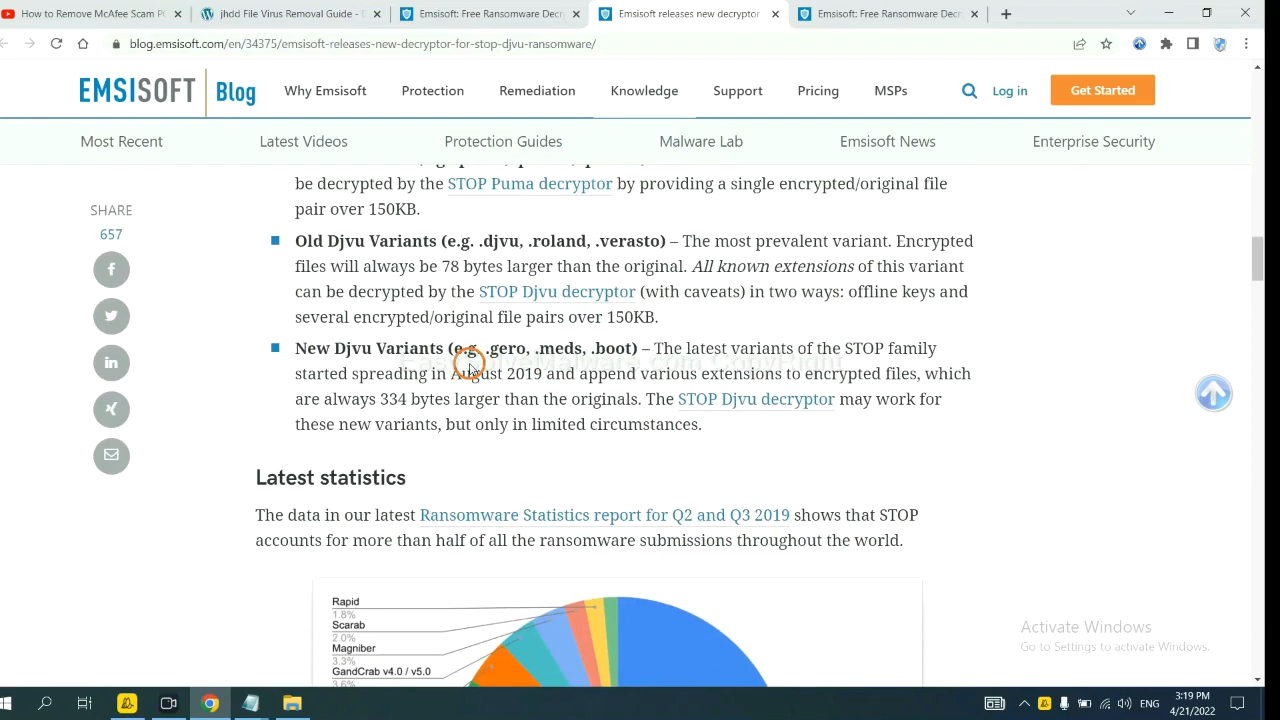 How to Remove McAfee Scam P
jhdd File Virus Removal Guide - D
Emsisoft: Free Ransomware Decr
Emsisoft releases new decryptor
Emsisoft: Free Ransomware Dec
blog.emsisoft.com/en/34375/emsisoft-releases-new-decryptor-for-stop-djvu-ransomware/
EMSISOFT Blog
Why Emsisoft
Protection
Remediation
Knowledge
Support
Pricing
MSPs
Log in
Get Started
Most Recent
Latest Videos
Protection Guides
Malware Lab
Emsisoft News
Enterprise Security
SHARE
657
be decrypted by the STOP Puma decryptor by providing a single encrypted/original file
pair over 150KB.
Old Djvu Variants (e.g. .djvu, .roland, .verasto) – The most prevalent variant. Encrypted
files will always be 78 bytes larger than the original. All known extensions of this variant
can be decrypted by the STOP Djvu decryptor (with caveats) in two ways: offline keys and
several encrypted/original file pairs over 150KB.
New Djvu Variants (e.g. .gero, .meds, .boot) – The latest variants of the STOP family
started spreading in August 2019 and append various extensions to encrypted files, which
are always 334 bytes larger than the originals. The STOP Djvu decryptor may work for
these new variants, but only in limited circumstances.
Latest statistics
The data in our latest Ransomware Statistics report for Q2 and Q3 2019 shows that STOP
accounts for more than half of all the ransomware submissions throughout the world.
Rapid
1.8%
Scarab
2.0%
Magniber
3.3%
GandCrab v4.0 / v5.0
3.6%
Activate Windows
Go to Settings to activate Windows.
ENG
3:19 PM
4/21/2022